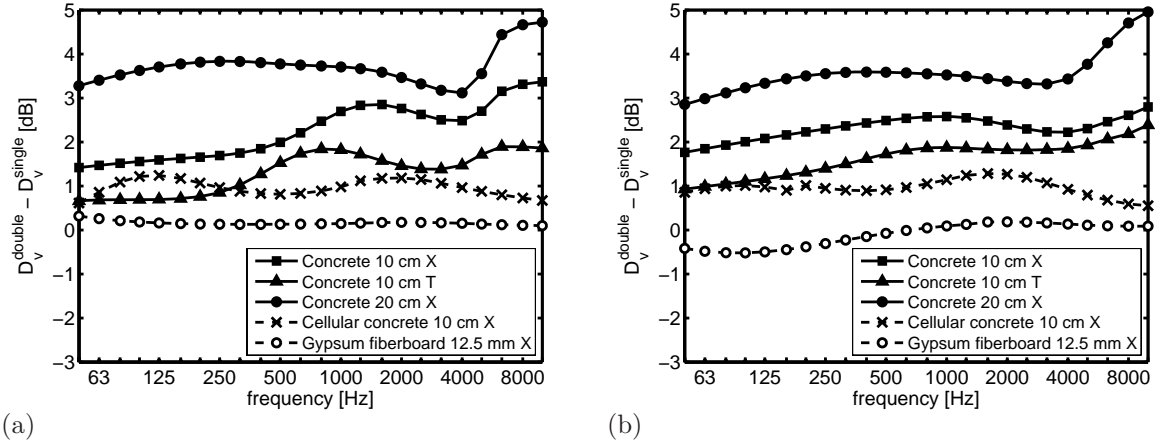 5
4
3
2
1
0
−1
−2
−3
D_v^double − D_v^single [dB]
Concrete 10 cm X
Concrete 10 cm T
Concrete 20 cm X
Cellular concrete 10 cm X
Gypsum fiberboard 12.5 mm X
63 125 250 500 1000 2000 4000 8000
frequency [Hz]
(a)
5
4
3
2
1
0
−1
−2
−3
D_v^double − D_v^single [dB]
Concrete 10 cm X
Concrete 10 cm T
Concrete 20 cm X
Cellular concrete 10 cm X
Gypsum fiberboard 12.5 mm X
63 125 250 500 1000 2000 4000 8000
frequency [Hz]
(b)